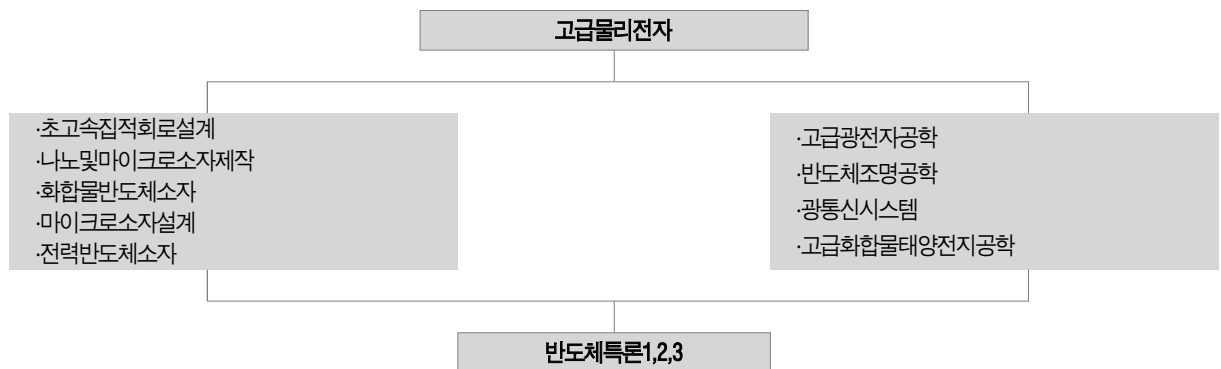 고급물리전자
·초고속집적회로설계
·나노및마이크로소자제작
·화합물반도체소자
·마이크로소자설계
·전력반도체소자
·고급광전자공학
·반도체조명공학
·광통신시스템
·고급화합물태양전지공학
반도체특론1,2,3